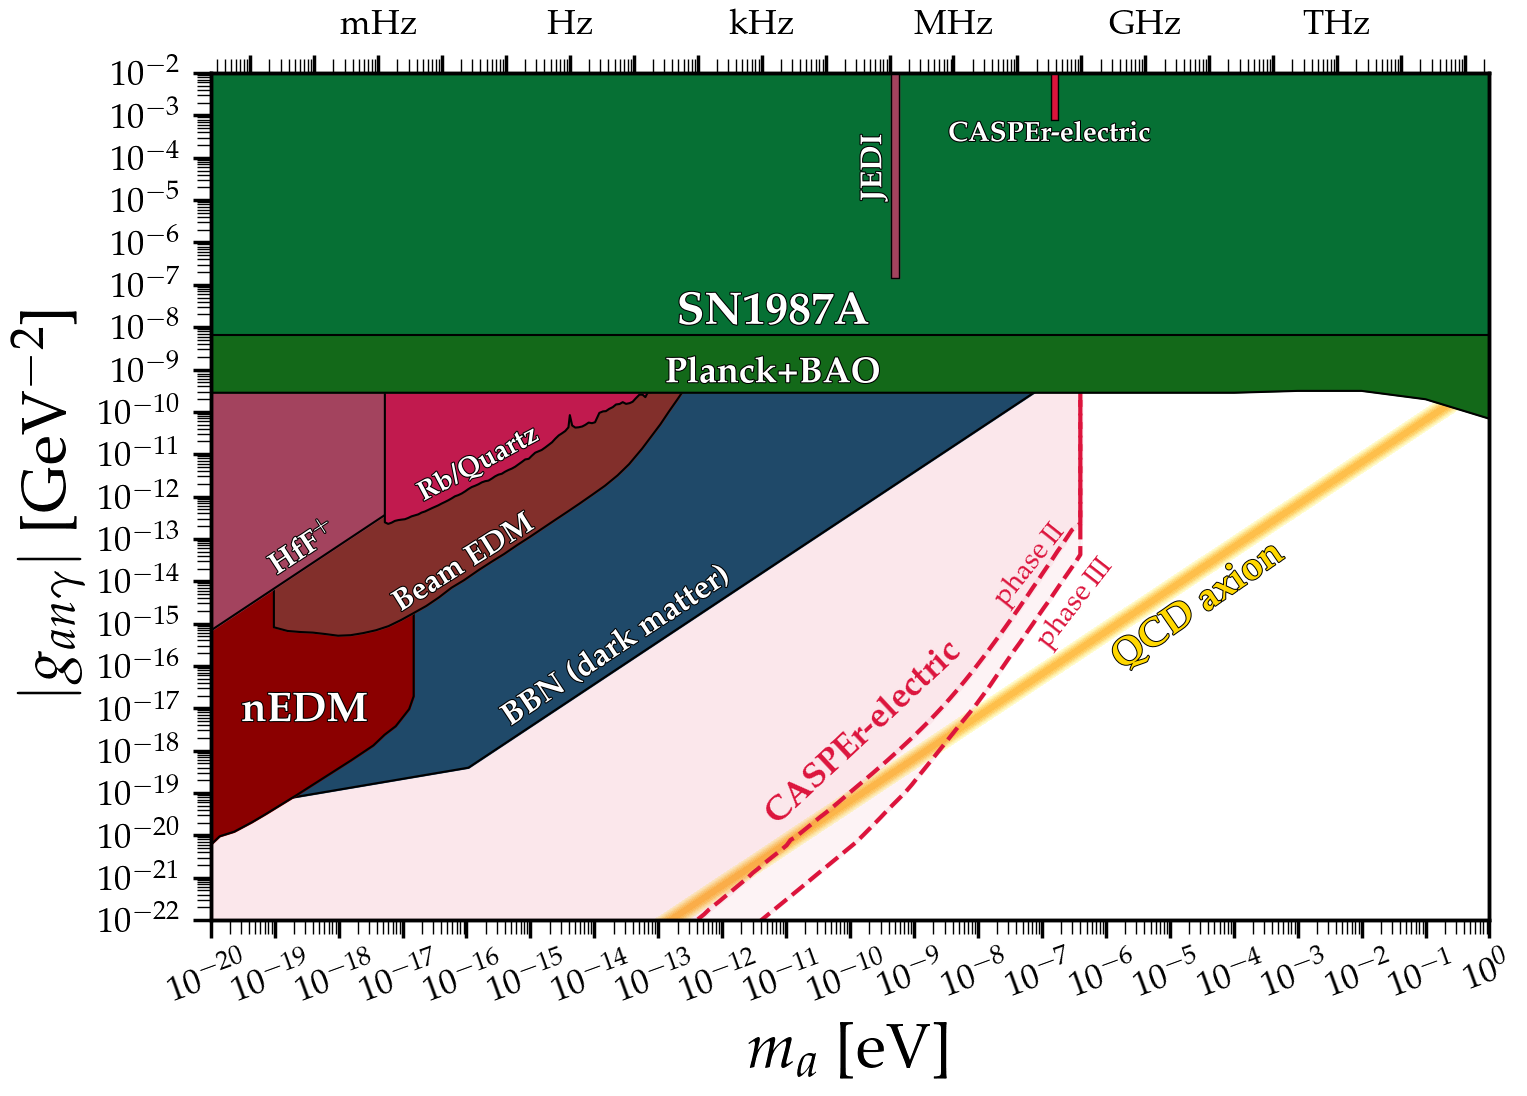 mHz Hz kHz MHz GHz THz
10⁻²
10⁻³
10⁻⁴
10⁻⁵
10⁻⁶
10⁻⁷
10⁻⁸
10⁻⁹
10⁻¹⁰
10⁻¹¹
10⁻¹²
10⁻¹³
10⁻¹⁴
10⁻¹⁵
10⁻¹⁶
10⁻¹⁷
10⁻¹⁸
10⁻¹⁹
10⁻²⁰
10⁻²¹
10⁻²²
|g_{anγ}| [GeV⁻²]
CASPEr-electric
JEDI
SN1987A
Planck+BAO
Rb/Quartz
HfF⁺
Beam EDM
BBN (dark matter)
nEDM
phase II
phase III
QCD axion
CASPEr-electric
10⁻²⁰ 10⁻¹⁹ 10⁻¹⁸ 10⁻¹⁷ 10⁻¹⁶ 10⁻¹⁵ 10⁻¹⁴ 10⁻¹³ 10⁻¹² 10⁻¹¹ 10⁻¹⁰ 10⁻⁹ 10⁻⁸ 10⁻⁷ 10⁻⁶ 10⁻⁵ 10⁻⁴ 10⁻³ 10⁻² 10⁻¹ 10⁰
m_a [eV]